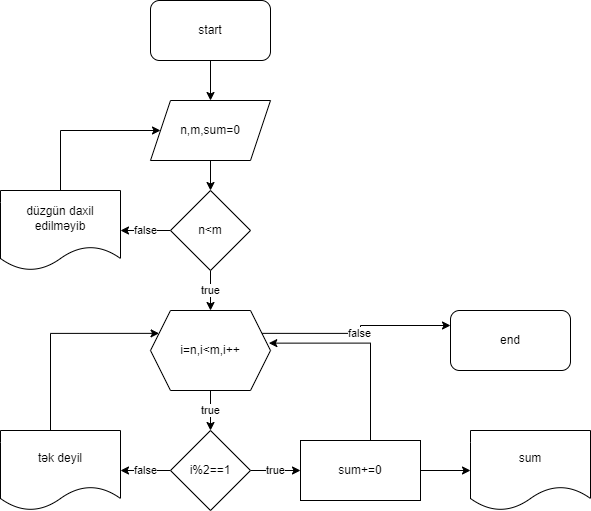 start
n,m,sum=0
düzgün daxil
edilməyib
false
n<m
true
i=n,i<m,i++
false
end
true
tək deyil
false
i%2==1
true
sum+=0
sum